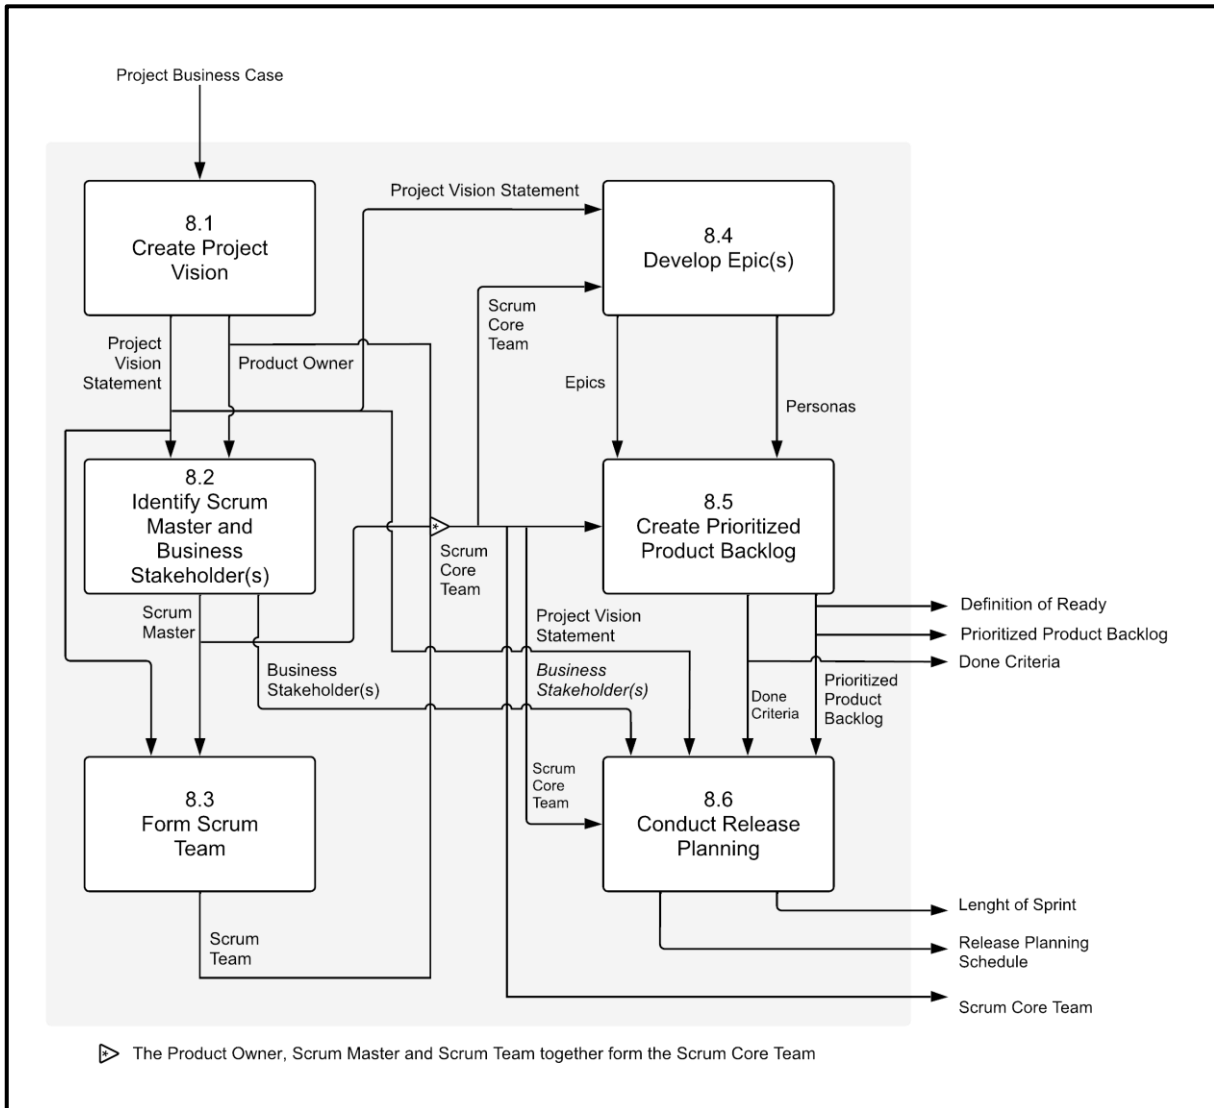 Project Business Case
8.1
Create Project
Vision
Project Vision Statement
8.4
Develop Epic(s)
Project
Vision
Statement
Product Owner
Scrum
Core
Team
Epics
Personas
8.2
Identify Scrum
Master and
Business
Stakeholder(s)
*
Scrum
Core
Team
8.5
Create Prioritized
Product Backlog
Scrum
Master
Business
Stakeholder(s)
Project Vision
Statement
Business
Stakeholder(s)
Definition of Ready
Prioritized Product Backlog
Done Criteria
Done
Criteria
Prioritized
Product
Backlog
8.3
Form Scrum
Team
Scrum
Core
Team
8.6
Conduct Release
Planning
Scrum
Team
Lenght of Sprint
Release Planning
Schedule
Scrum Core Team
* The Product Owner, Scrum Master and Scrum Team together form the Scrum Core Team